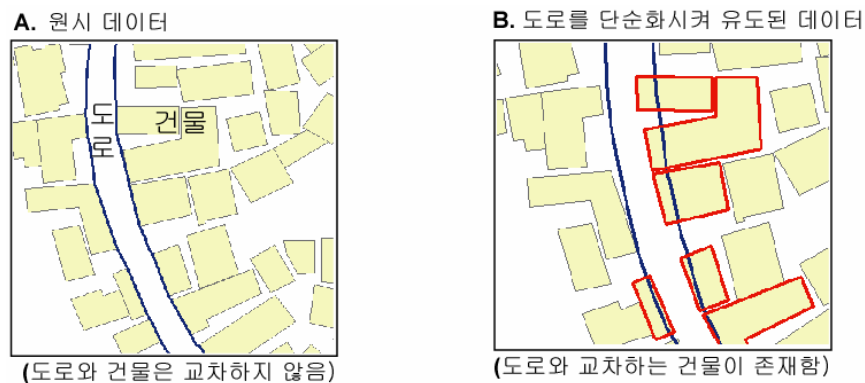 A. 원시 데이터
B. 도로를 단순화시켜 유도된 데이터
도로
건물
(도로와 건물은 교차하지 않음)
(도로와 교차하는 건물이 존재함)